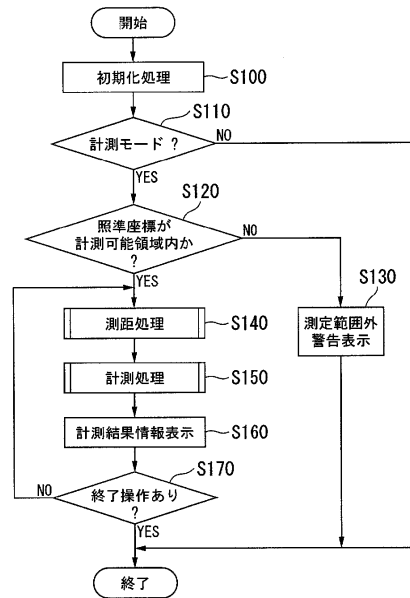 開始
初期化処理
S100
S110
計測モード ?
NO
YES
S120
照準座標が
計測可能領域内か
?
NO
YES
S130
測定範囲外
警告表示
測距処理
S140
計測処理
S150
計測結果情報表示
S160
S170
終了操作あり
?
NO
YES
終了